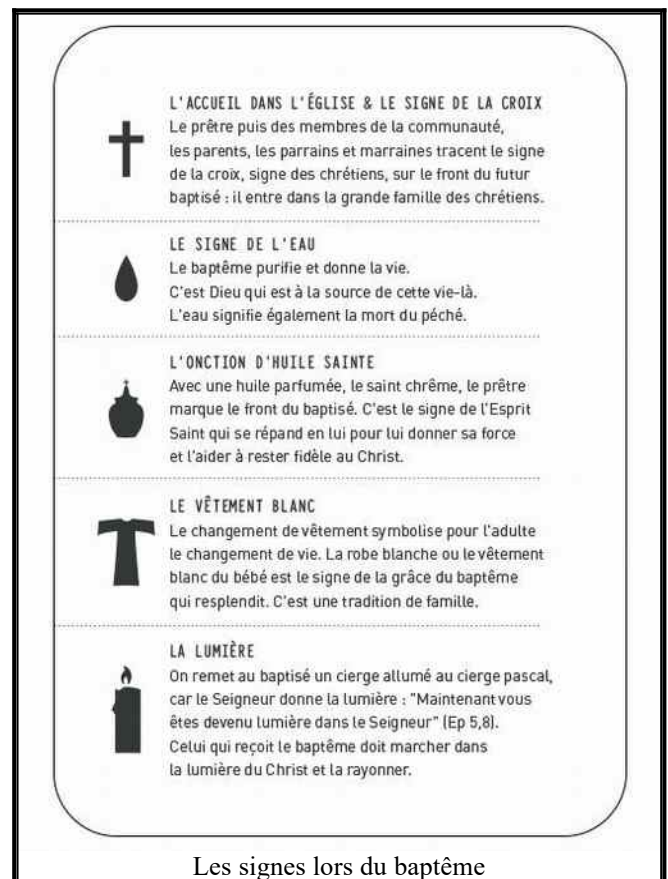 L'ACCUEIL DANS L'ÉGLISE & LE SIGNE DE LA CROIX
Le prêtre puis des membres de la communauté,
les parents, les parrains et marraines tracent le signe
de la croix, signe des chrétiens, sur le front du futur
baptisé : il entre dans la grande famille des chrétiens.
LE SIGNE DE L'EAU
Le baptême purifie et donne la vie.
C'est Dieu qui est à la source de cette vie-là.
L'eau signifie également la mort du péché.
L'ONCTION D'HUILE SAINTE
Avec une huile parfumée, le saint chrême, le prêtre
marque le front du baptisé. C'est le signe de l'Esprit
Saint qui se répand en lui pour lui donner sa force
et l'aider à rester fidèle au Christ.
LE VÊTEMENT BLANC
Le changement de vêtement symbolise pour l'adulte
le changement de vie. La robe blanche ou le vêtement
blanc du bébé est le signe de la grâce du baptême
qui resplendit. C'est une tradition de famille.
LA LUMIÈRE
On remet au baptisé un cierge allumé au cierge pascal,
car le Seigneur donne la lumière : "Maintenant vous
êtes devenu lumière dans le Seigneur" (Ep 5,8).
Celui qui reçoit le baptême doit marcher dans
la lumière du Christ et la rayonner.
Les signes lors du baptême